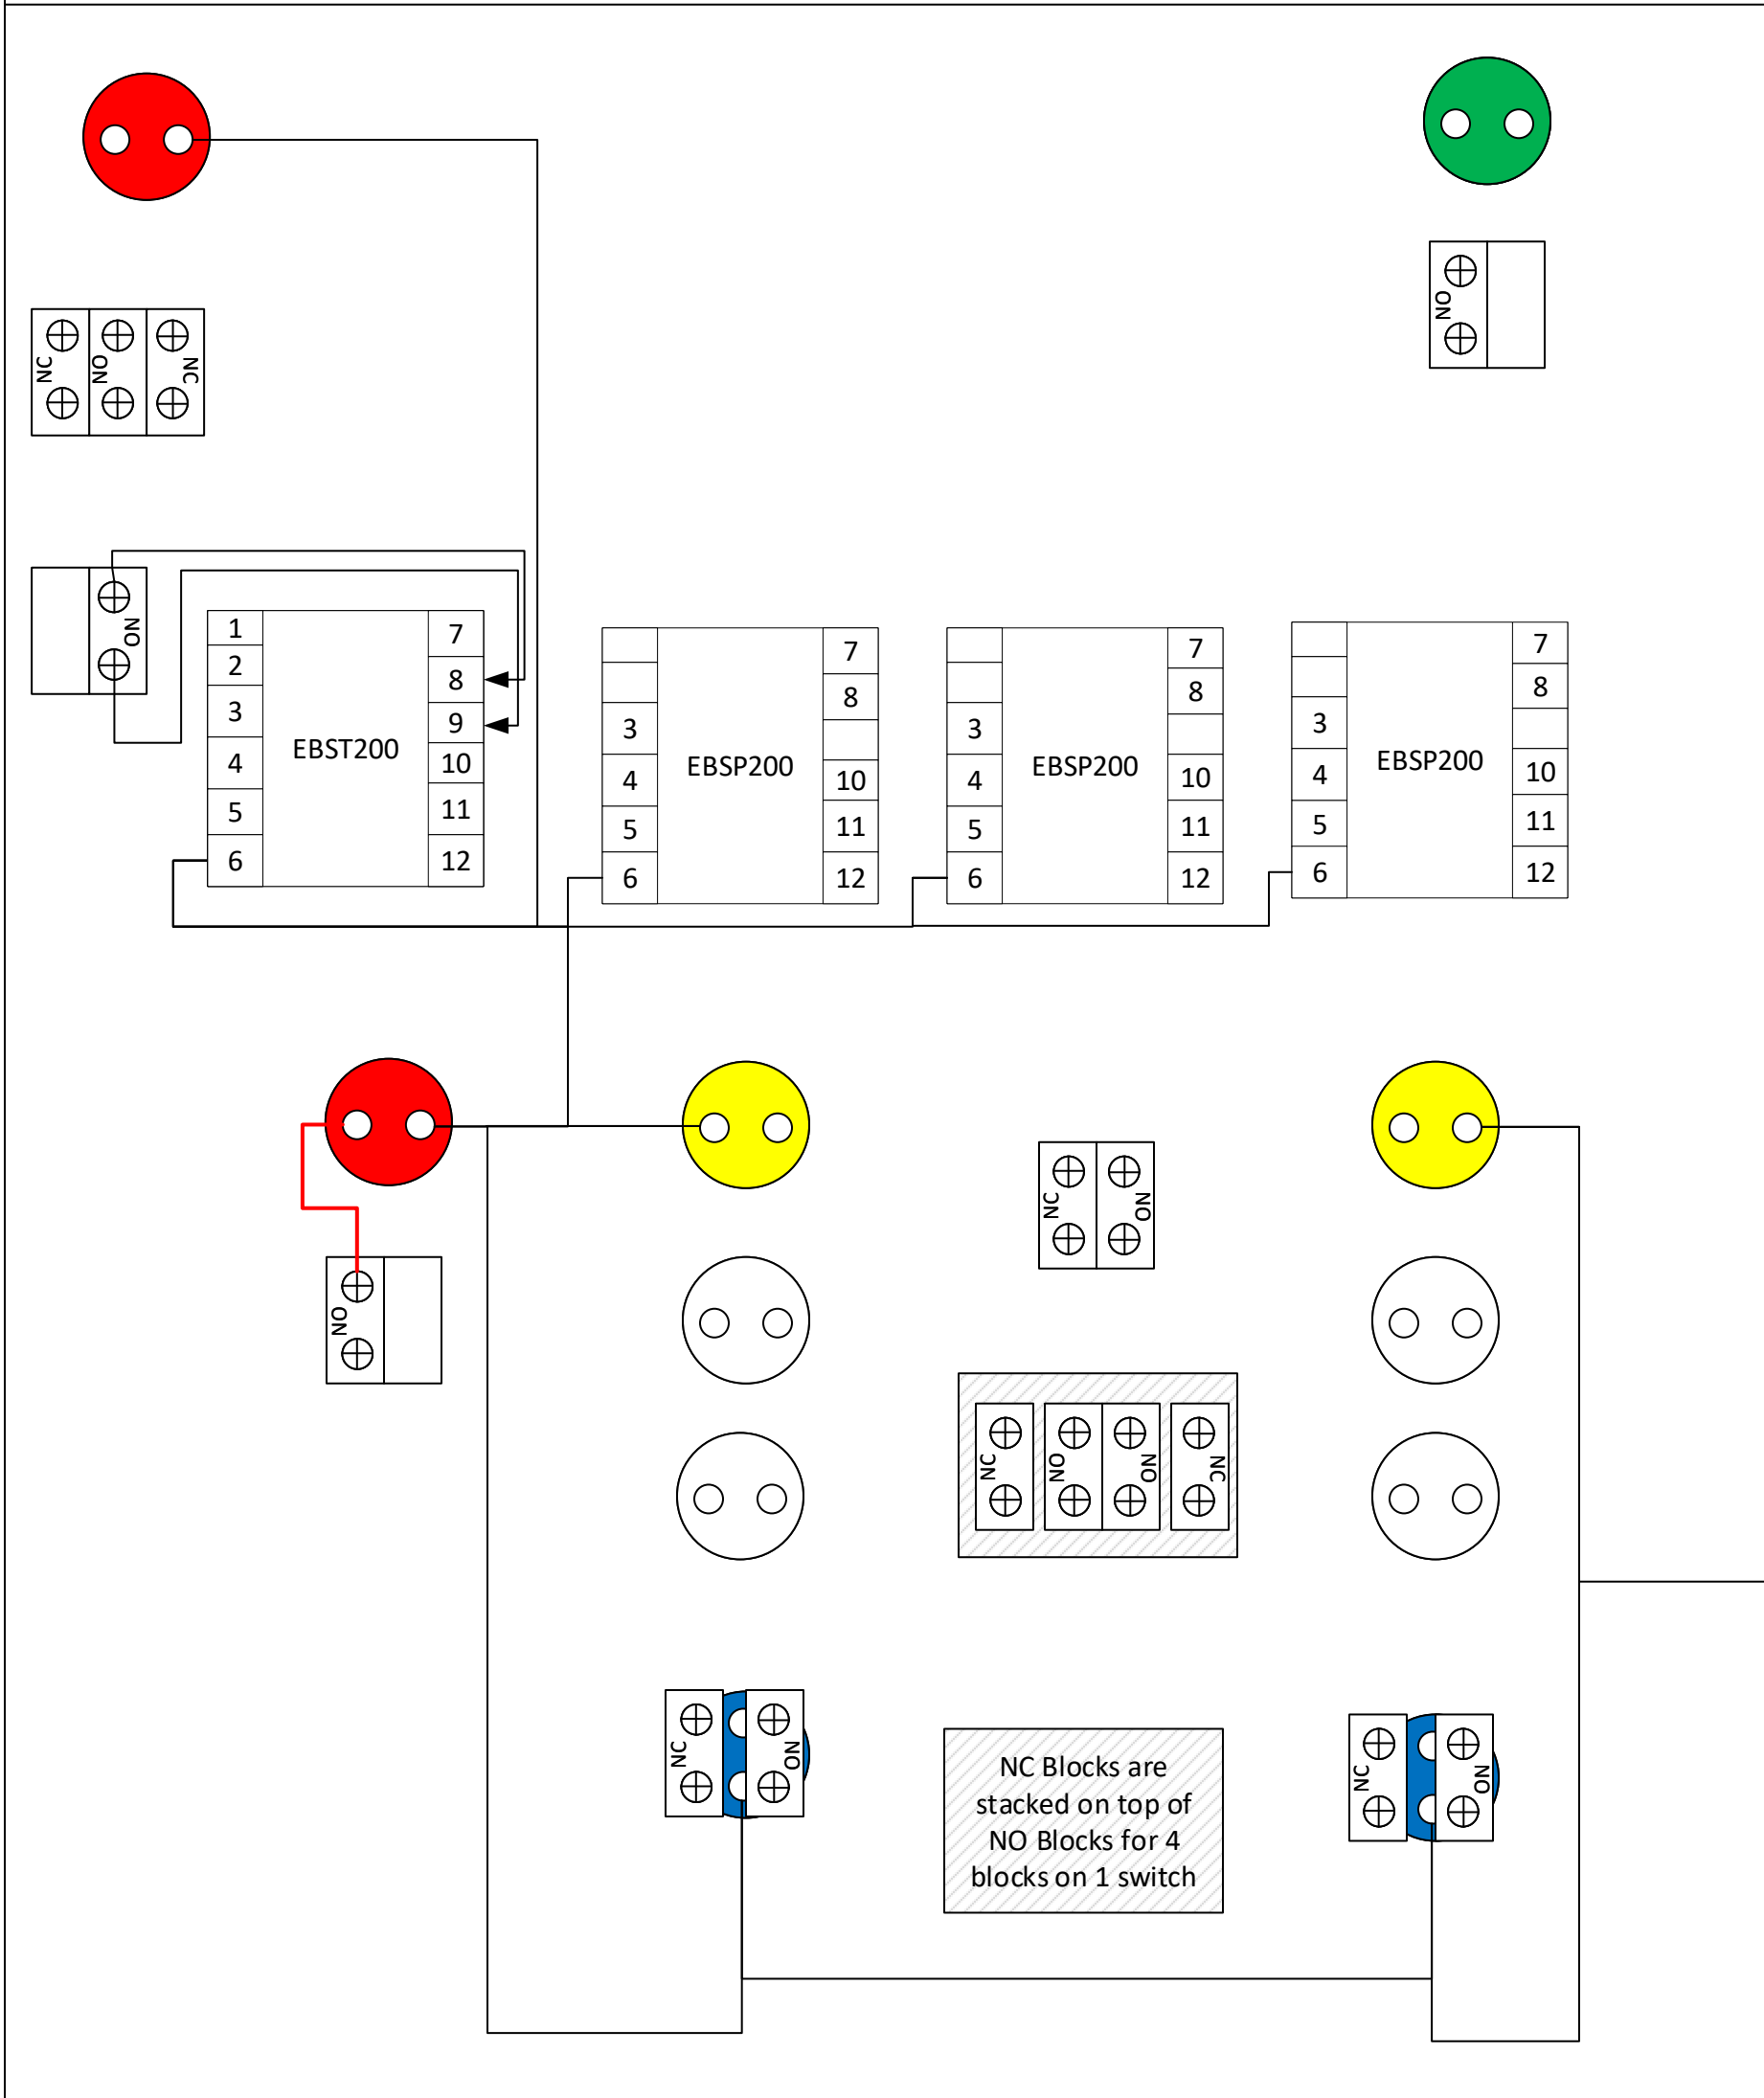 NO
NC
NO
NC
NO
1
2
3
4
5
6
EBST200
7
8
9
10
11
12
3
4
5
6
EBSP200
7
8
10
11
12
3
4
5
6
EBSP200
7
8
10
11
12
3
4
5
6
EBSP200
7
8
10
11
12
NC
NO
NO
NC
NO
NO
NC
NC
NO
NC
NO
NC Blocks are
stacked on top of
NO Blocks for 4
blocks on 1 switch